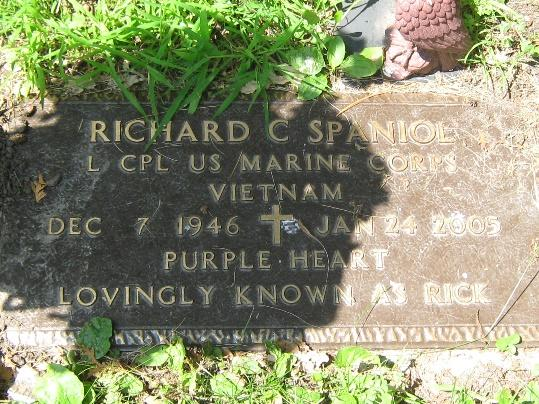 RICHARD C SPANIOL
L CPL US MARINE CORPS
VIETNAM
DEC 7 1946 JAN 24 2005
PURPLE HEART
LOVINGLY KNOWN AS RICK